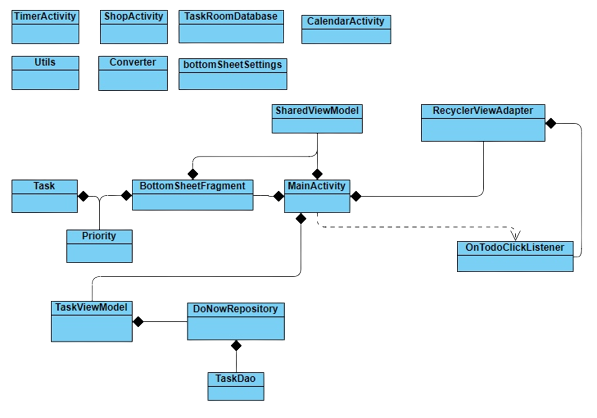 TimerActivity
ShopActivity
TaskRoomDatabase
CalendarActivity
Utils
Converter
bottomSheetSettings
SharedViewModel
RecyclerViewAdapter
Task
BottomSheetFragment
MainActivity
Priority
OnTodoClickListener
TaskViewModel
DoNowRepository
TaskDao